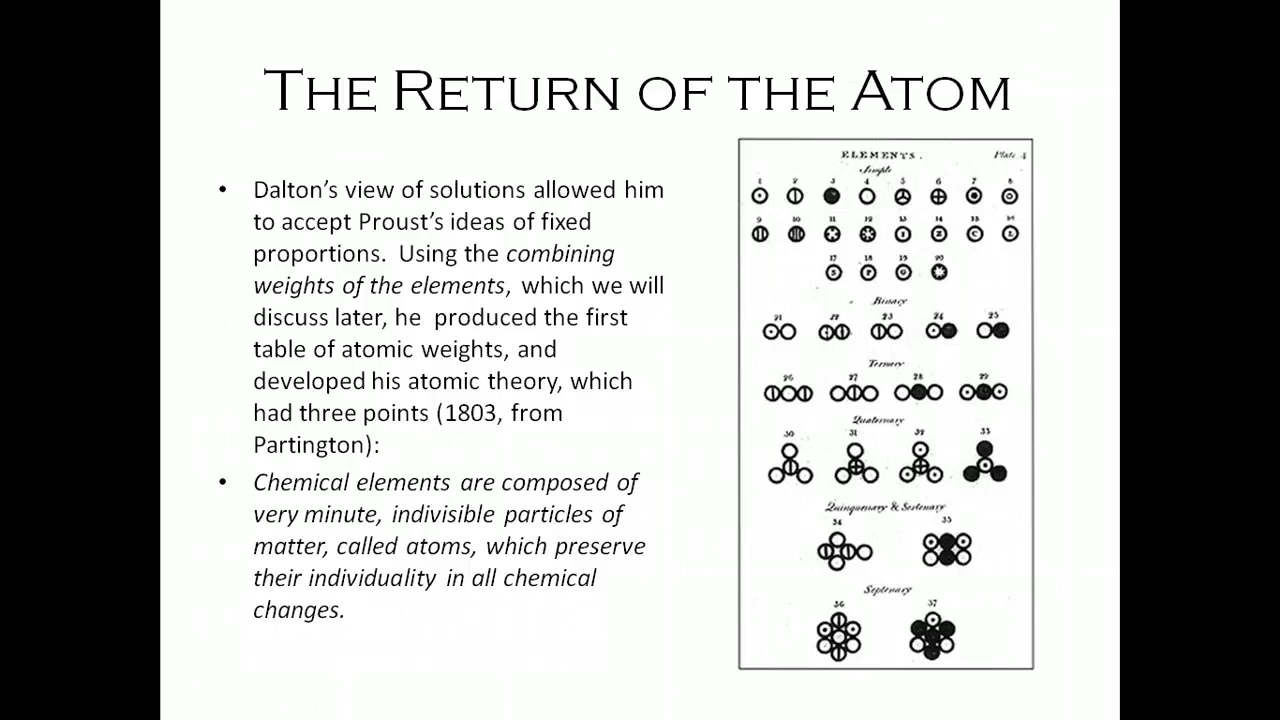 THE RETURN OF THE ATOM
• Dalton’s view of solutions allowed him
to accept Proust’s ideas of fixed
proportions. Using the combining
weights of the elements, which we will
discuss later, he produced the first
table of atomic weights, and
developed his atomic theory, which
had three points (1803, from
Partington):
• Chemical elements are composed of
very minute, indivisible particles of
matter, called atoms, which preserve
their individuality in all chemical
changes.
ELEMENTS. Plate 4
Simple
1 2 3 4 5 6 7 8
9 10 11 12 13 14 15 16
17 18 19 20
Binary
21 22 23 24 25
Ternary
26 27 28 29
Quaternary
30 31 32 33
Quinquenary & Sextenary
34 35
Septenary
36 37